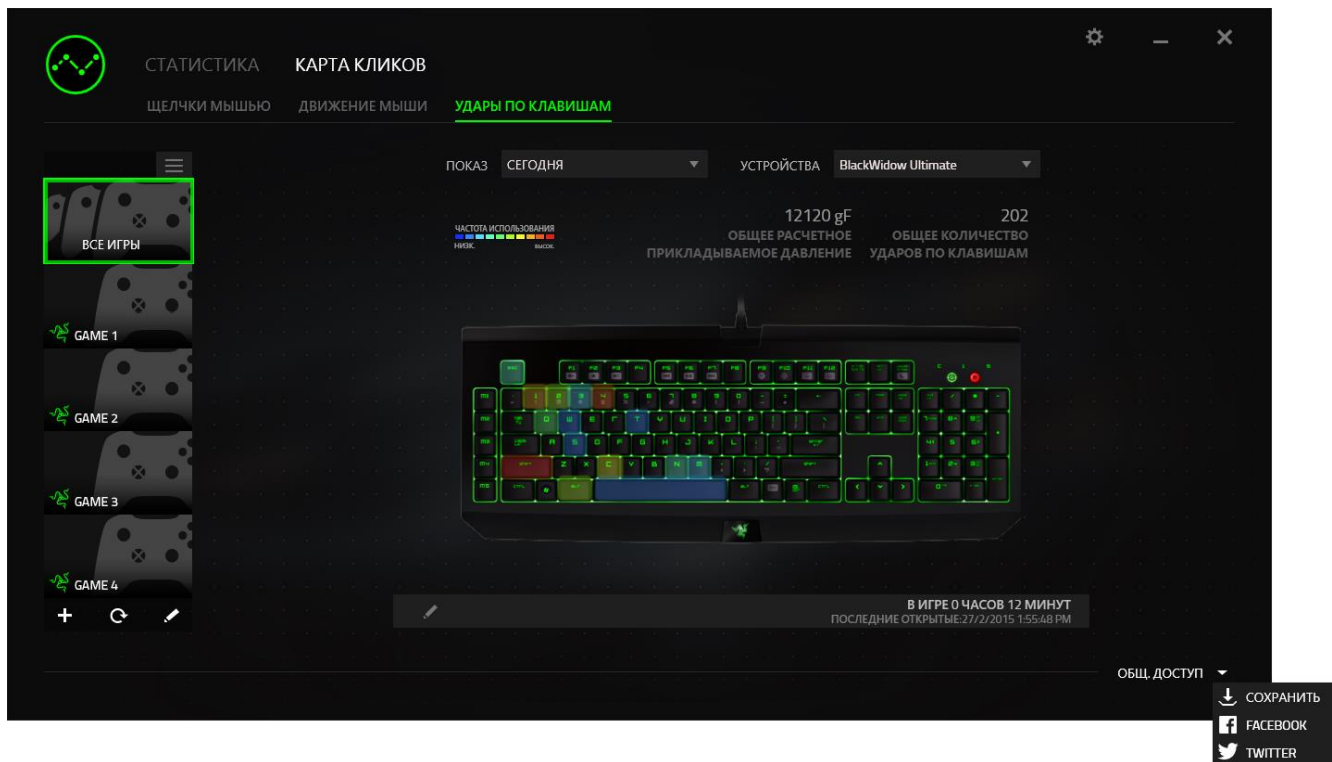 СТАТИСТИКА КАРТА КЛИКОВ
ЩЕЛЧКИ МЫШЬЮ ДВИЖЕНИЕ МЫШИ УДАРЫ ПО КЛАВИШАМ
ПОКАЗ СЕГОДНЯ УСТРОЙСТВА BlackWidow Ultimate
ВСЕ ИГРЫ
GAME 1
GAME 2
GAME 3
GAME 4
ЧАСТОТА ИСПОЛЬЗОВАНИЯ
НИЗК. ВЫСОК.
12120 gF 202
ОБЩЕЕ РАСЧЕТНОЕ ОБЩЕЕ КОЛИЧЕСТВО
ПРИКЛАДЫВАЕМОЕ ДАВЛЕНИЕ УДАРОВ ПО КЛАВИШАМ
В ИГРЕ 0 ЧАСОВ 12 МИНУТ
ПОСЛЕДНИЕ ОТКРЫТЫЕ:27/2/2015 1:55:48 PM
ОБЩ. ДОСТУП
СОХРАНИТЬ
FACEBOOK
TWITTER